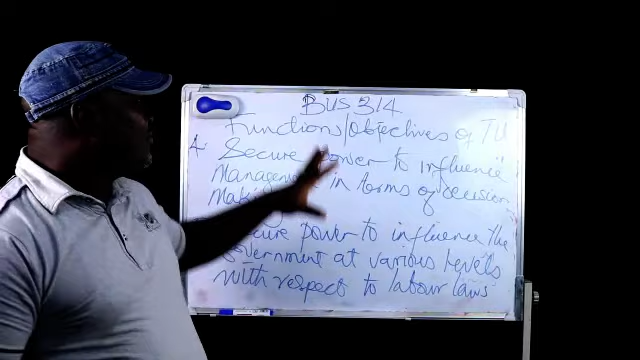 BUS 314
Functions/Objectives of TU
4. Secure power to influence
Management in terms of decision
Making
Secure power to influence the
Government at various levels
with respect to labour laws